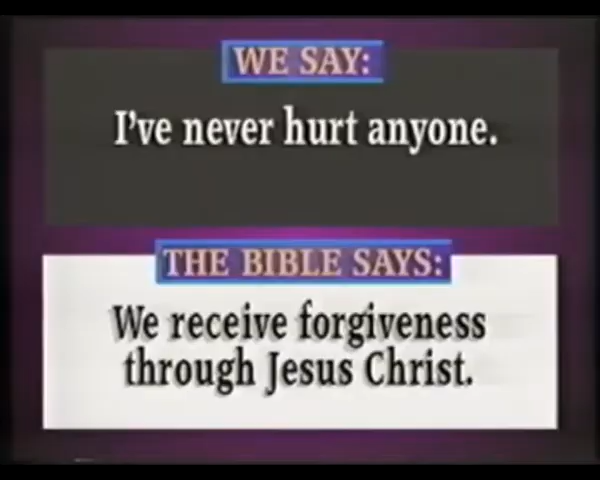 WE SAY:
I've never hurt anyone.
THE BIBLE SAYS:
We receive forgiveness
through Jesus Christ.